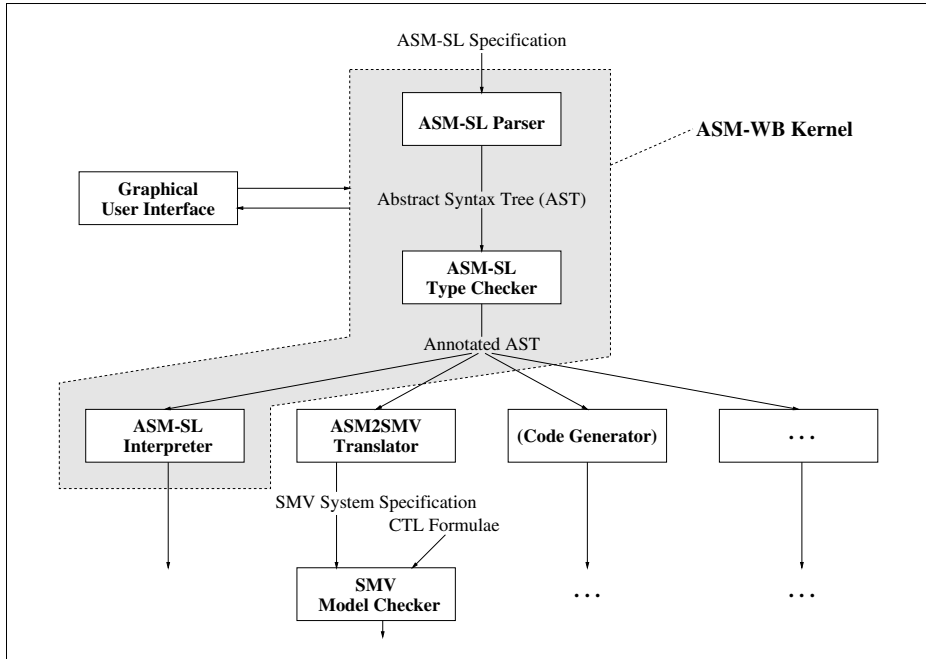 ASM-SL Specification
ASM-SL Parser
ASM-WB Kernel
Graphical
User Interface
Abstract Syntax Tree (AST)
ASM-SL
Type Checker
Annotated AST
ASM-SL
Interpreter
ASM2SMV
Translator
(Code Generator)
...
SMV System Specification
CTL Formulae
SMV
Model Checker
...
...